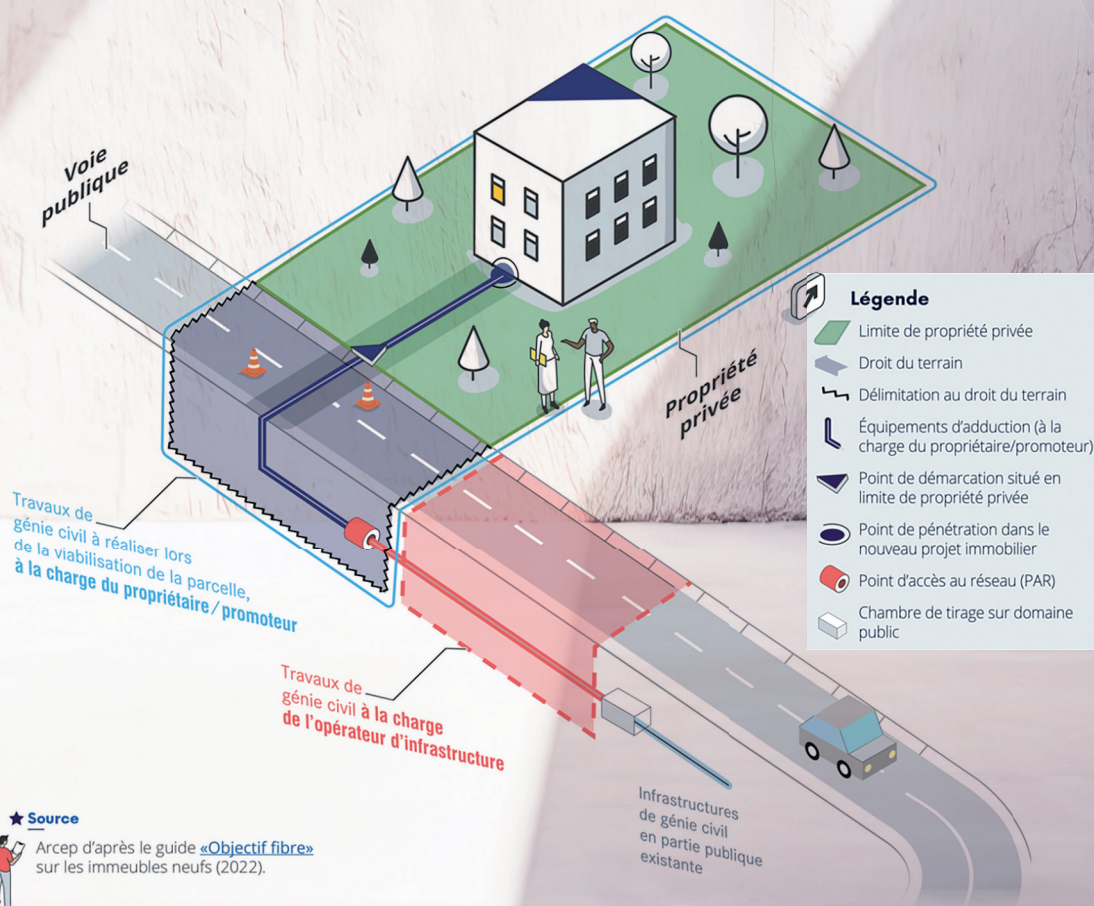 Voie
publique
Propriété
privée
Légende
Limite de propriété privée
Droit du terrain
Délimitation au droit du terrain
Équipements d'adduction (à la
charge du propriétaire/promoteur)
Point de démarcation situé en
limite de propriété privée
Point de pénétration dans le
nouveau projet immobilier
Point d'accès au réseau (PAR)
Chambre de tirage sur domaine
public
Travaux de
génie civil à réaliser lors
de la viabilisation de la parcelle,
à la charge du propriétaire/promoteur
Travaux de
génie civil à la charge
de l'opérateur d'infrastructure
Infrastructures
de génie civil
en partie publique
existante
Source
Arcep d'après le guide «Objectif fibre»
sur les immeubles neufs (2022).